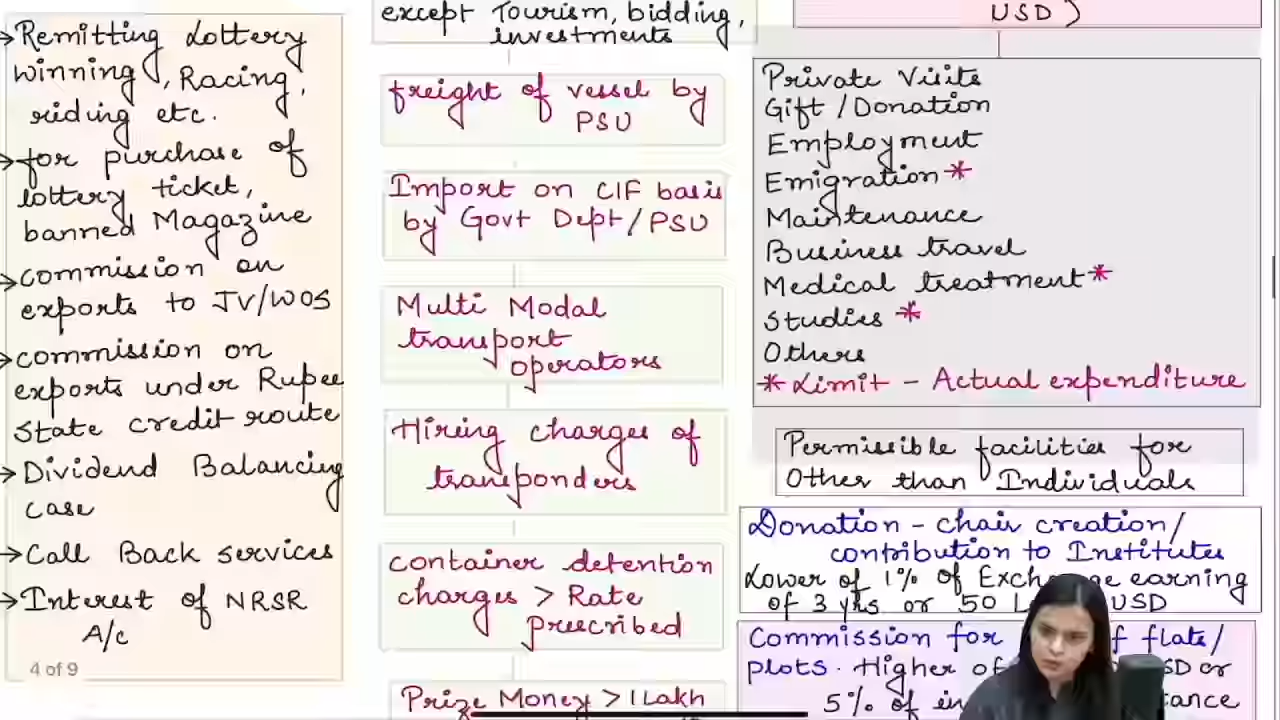 →Remitting Lottery
winning, Racing,
riding etc.
→for purchase of
lottery ticket,
banned Magazine
→commission on
exports to JV/WOS
→commission on
exports under Rupee
State credit route
→Dividend Balancing
case
→Call Back services
→Interest of NRSR
A/c
4 of 9
except Tourism, bidding,
investments
freight of vessel by
PSU
Import on CIF basis
by Govt Dept/PSU
Multi Modal
transport
operators
Hiring charges of
transponders
container detention
charges > Rate
prescribed
Prize Money > 1 Lakh
USD)
Private Visits
Gift /Donation
Employment
Emigration *
Maintenance
Business travel
Medical treatment *
Studies *
Others
* Limit - Actual expenditure
Permissible facilities for
Other than Individuals
Donation - chair creation/
contribution to Institutes
Lower of 1% of Exchange earning
of 3 yrs or 50 USD
Commission for of flats/
plots. Higher of USD or
5% of